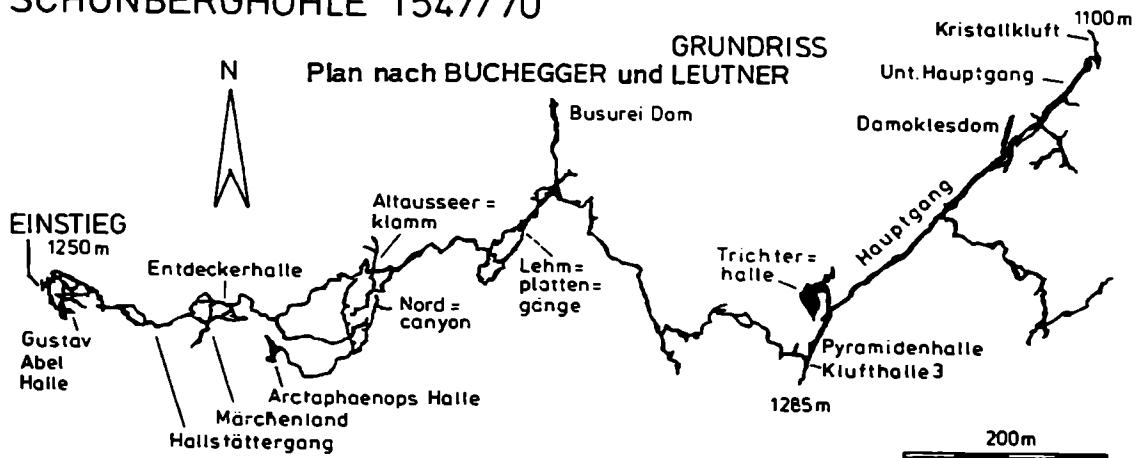 SCHÖNBERGHÖHLE 1547/70
GRUNDRISS
Plan nach BUCHEGGER und LEUTNER
N
Kristallkluft
1100m
Unt.Hauptgang
Damoklesdom
Busurei Dom
Hauptgang
Altausseer=
klamm
EINSTIEG
1250m
Entdeckerhalle
Trichter=
halle
Lehm=
platten=
gänge
Nord=
canyon
Gustav
Abel
Halle
Pyramidenhalle
Klufthalle 3
Arctaphaenops Halle
Märchenland
Hallstättergang
1285m
200m